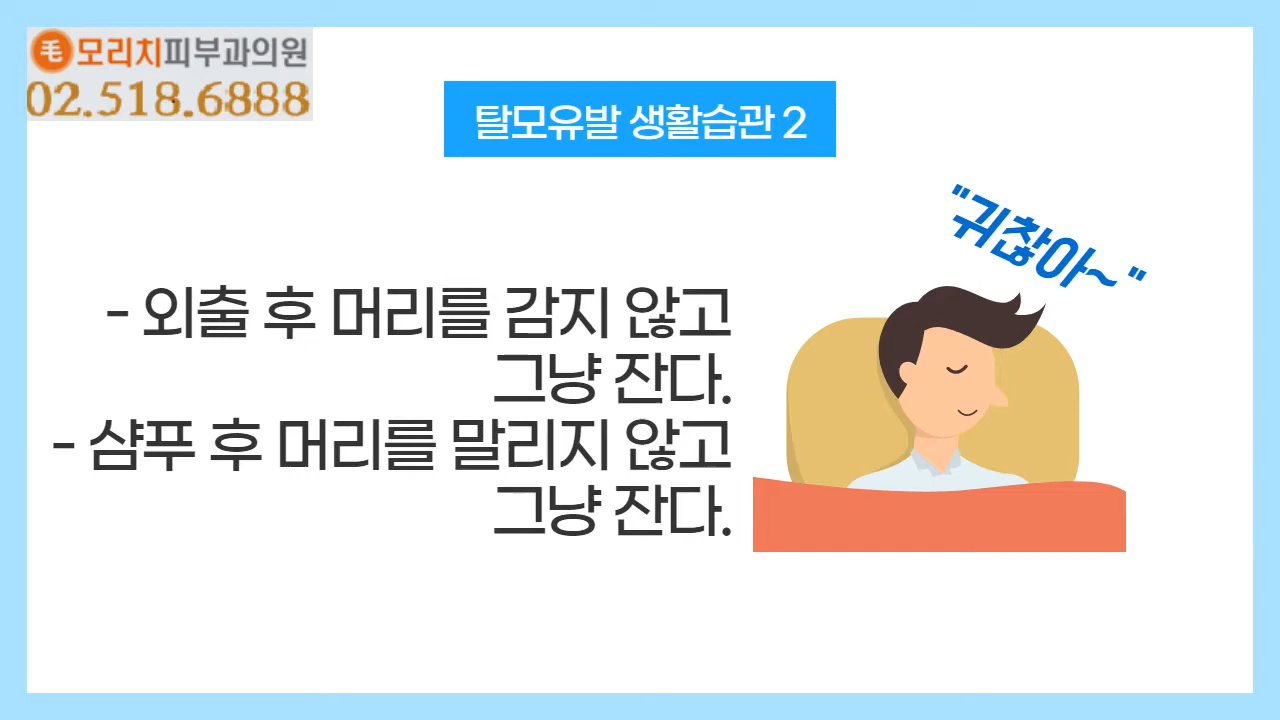 毛 모리치피부과의원
02.518.6888
탈모유발 생활습관 2
"귀찮아~"
- 외출 후 머리를 감지 않고
그냥 잔다.
- 샴푸 후 머리를 말리지 않고
그냥 잔다.